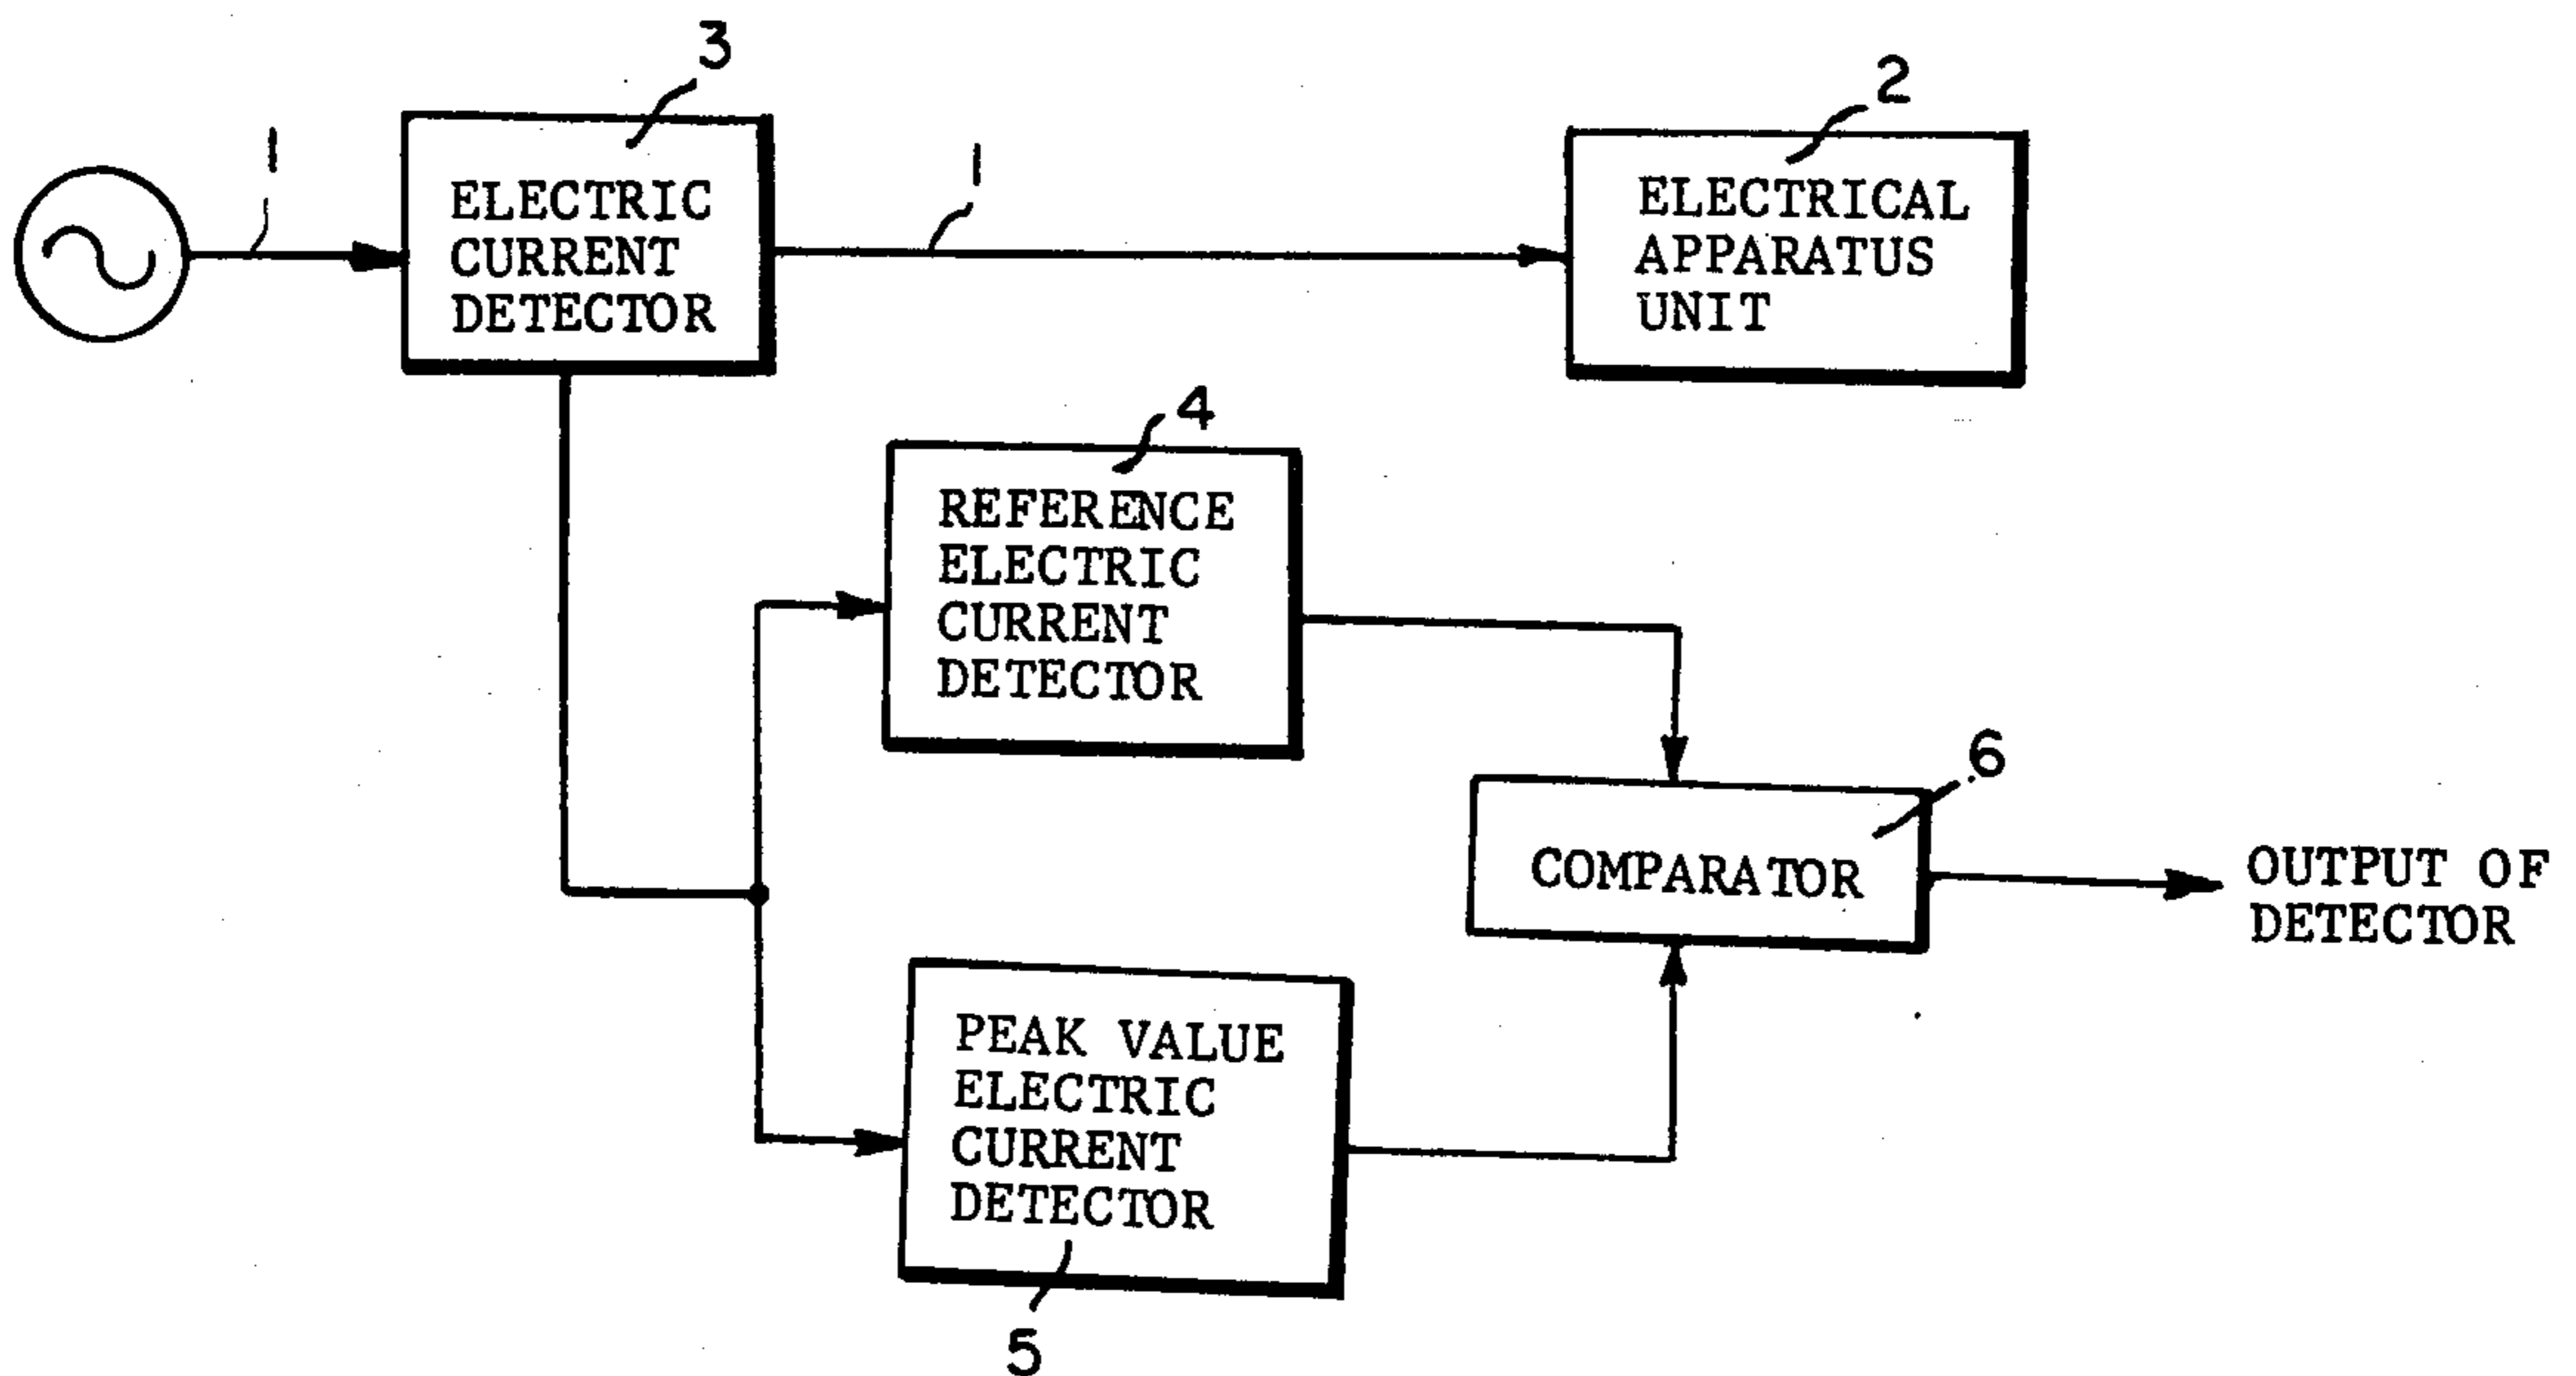 3
2
1
1
ELECTRIC
CURRENT
DETECTOR
ELECTRICAL
APPARATUS
UNIT
4
REFERENCE
ELECTRIC
CURRENT
DETECTOR
6
COMPARATOR
OUTPUT OF
DETECTOR
PEAK VALUE
ELECTRIC
CURRENT
DETECTOR
5